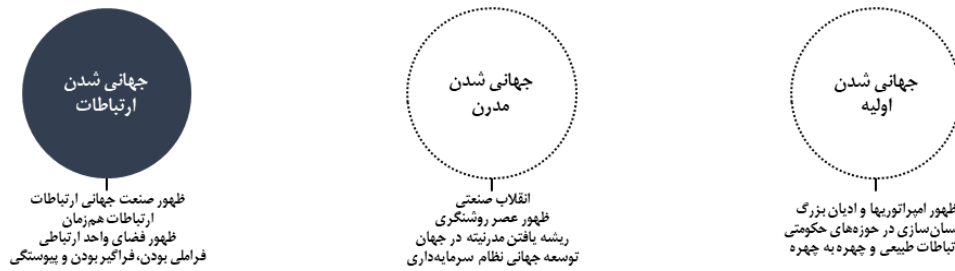 جهانی شدن
اولیه
ظهور امپراتوریها و ادیان بزرگ
در حوزه‌های حکومتی
طبیعی و چهره به چهره
جهانی شدن
مدرن
انقلاب صنعتی
ظهور عصر روشنگری
ریشه یافتن مدرنیته در جهان
توسعه جهانی نظام سرمایه‌داری
جهانی شدن
ارتباطات
ظهور صنعت جهانی ارتباطات
ارتباطات هم‌زمان
ظهور فضای واحد ارتباطی
فراملی بودن، فراگیر بودن و پیوستگی